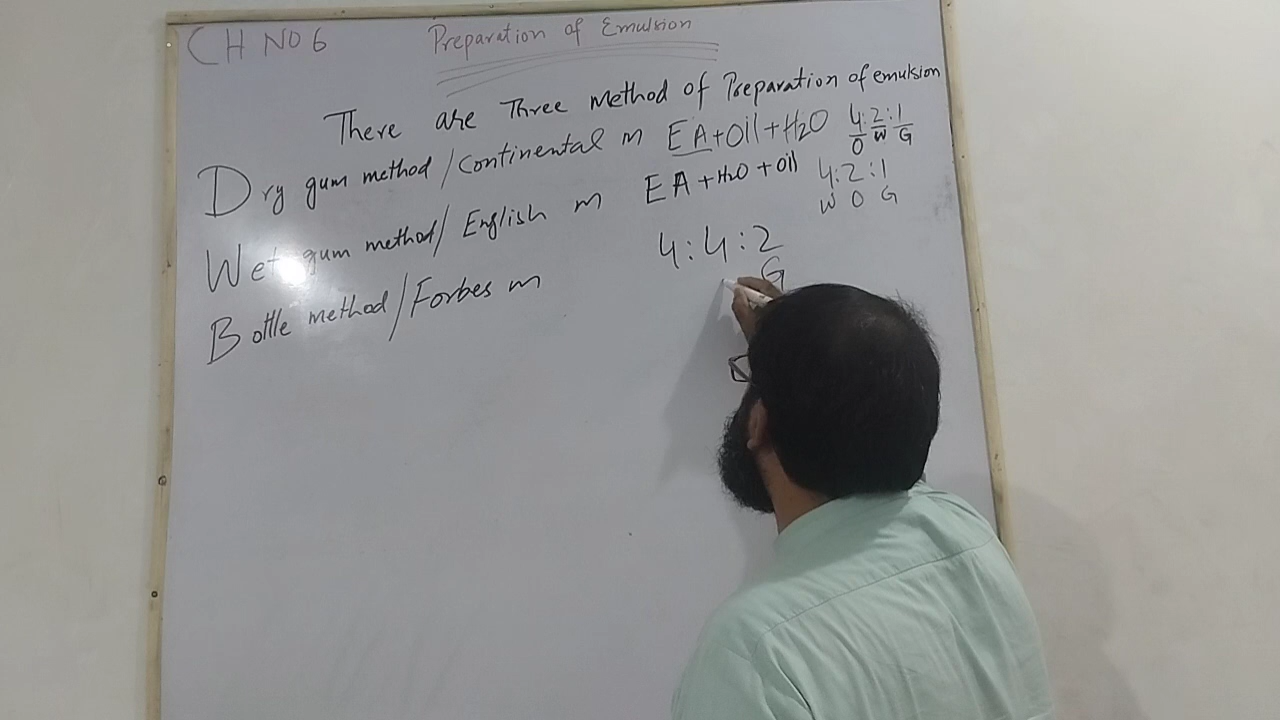 CH NO 6 Preparation of Emulsion
There are Three method of Preparation of emulsion
Dry gum method / Continental m EA + Oil + H2O 4:2:1
O W G
Wet gum method / English m EA + H2O + Oil 4:2:1
W O G
Bottle method / Forbes m 4:4:2
G